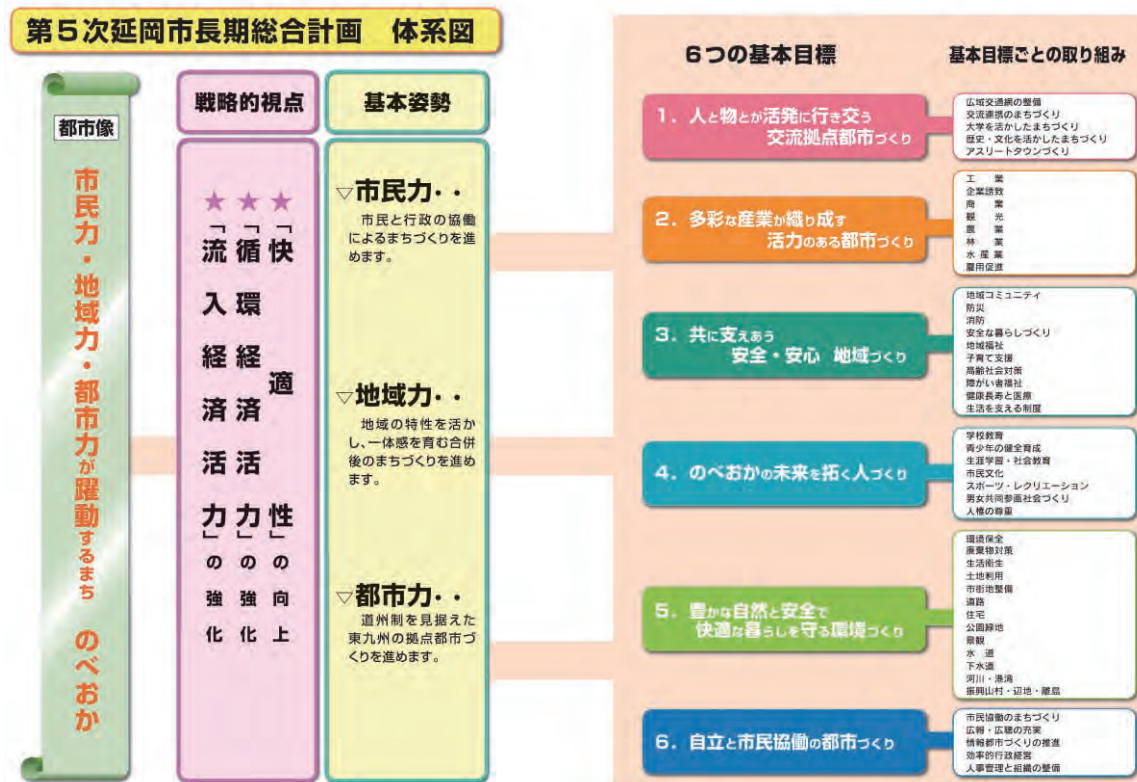 第5次延岡市長期総合計画 体系図
都市像
市民力・地域力・都市力が躍動するまち のべおか
戦略的視点
★「流入経済活力」の強化
★「循環経済活力」の強化
★「快適性」の向上
基本姿勢
▽市民力・・
市民と行政の協働
によるまちづくりを進
めます。
▽地域力・・
地域の特性を活か
し、一体感を育む合併
後のまちづくりを進め
ます。
▽都市力・・
道州制を見据えた
東九州の拠点都市づ
くりを進めます。
6つの基本目標
基本目標ごとの取り組み
1. 人と物とが活発に行き交う
交流拠点都市づくり
広域交通網の整備
交流連携のまちづくり
大学を活かしたまちづくり
歴史・文化を活かしたまちづくり
アスリートタウンづくり
2. 多彩な産業が織り成す
活力のある都市づくり
工 業
企業誘致
商 業
観 光
農 業
林 業
水 産 業
雇用促進
3. 共に支えあう
安全・安心 地域づくり
地域コミュニティ
防災
消防
安全な暮らしづくり
地域福祉
子育て支援
高齢社会対策
障がい者福祉
健康長寿と医療
生活を支える制度
4. のべおかの未来を拓く人づくり
学校教育
青少年の健全育成
生涯学習・社会教育
市民文化
スポーツ・レクリエーション
男女共同参画社会づくり
人権の尊重
5. 豊かな自然と安全で
快適な暮らしを守る環境づくり
環境保全
廃棄物対策
生活衛生
土地利用
市街地整備
道路
住宅
公園緑地
景観
水 道
下水道
河川・港湾
振興山村・辺地・離島
6. 自立と市民協働の都市づくり
市民協働のまちづくり
広報・広聴の充実
情報都市づくりの推進
効率的行政経営
人事管理と組織の整備